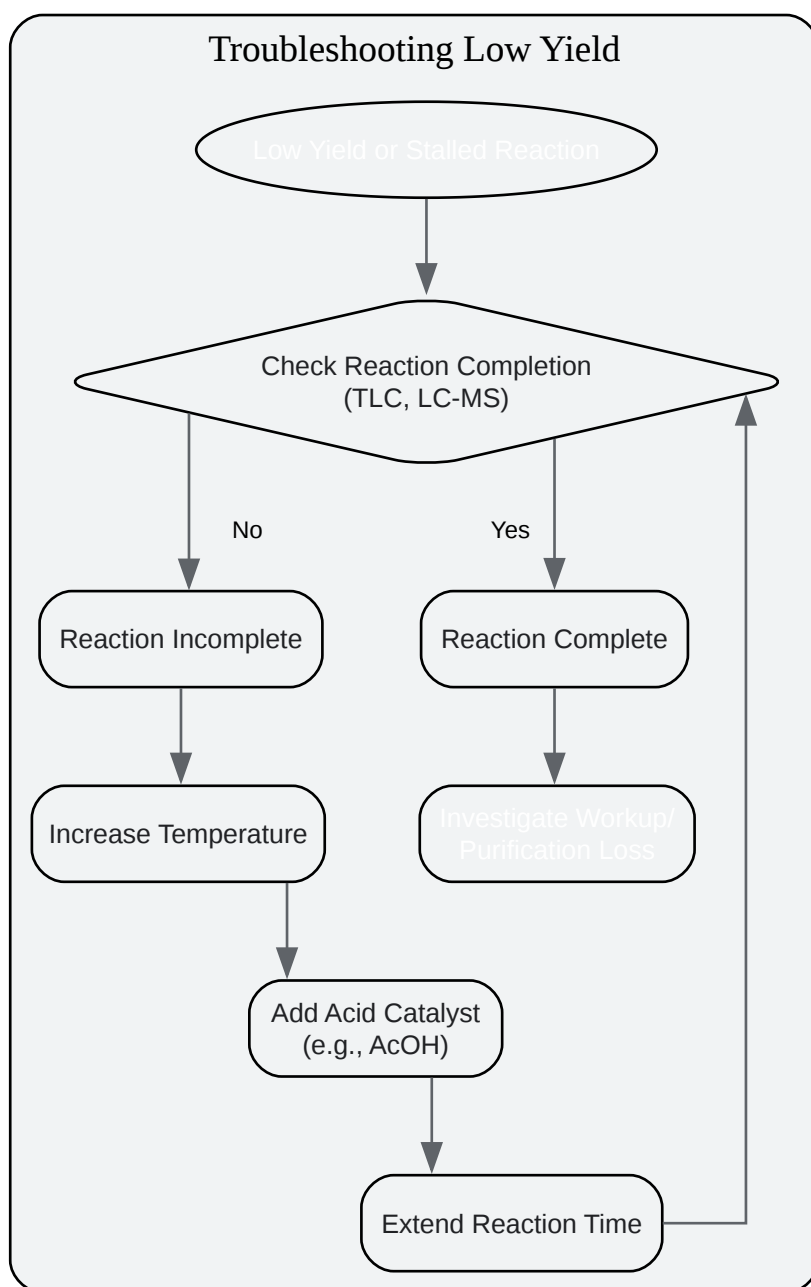 Troubleshooting Low Yield
Low Yield or Stalled Reaction
Check Reaction Completion
(TLC, LC-MS)
No
Yes
Reaction Incomplete
Reaction Complete
Increase Temperature
Investigate Workup/
Purification Loss
Add Acid Catalyst
(e.g., AcOH)
Extend Reaction Time